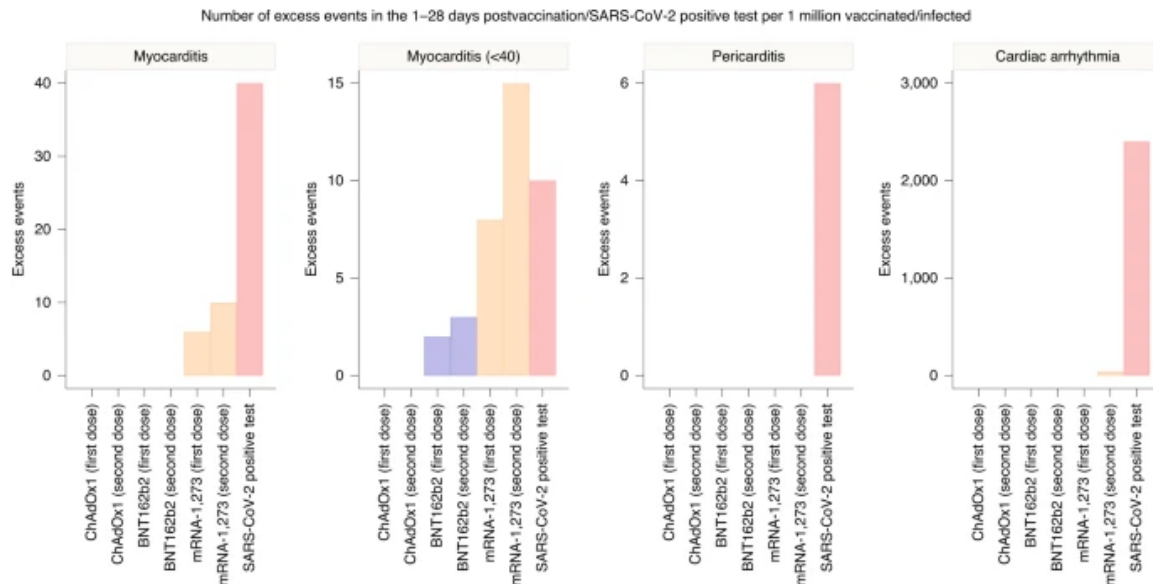 Number of excess events in the 1–28 days postvaccination/SARS-CoV-2 positive test per 1 million vaccinated/infected
Myocarditis
Excess events
40
30
20
10
0
ChAdOx1 (first dose)
ChAdOx1 (second dose)
BNT162b2 (first dose)
BNT162b2 (second dose)
mRNA-1,273 (first dose)
mRNA-1,273 (second dose)
SARS-CoV-2 positive test
Myocarditis (<40)
Excess events
15
10
5
0
ChAdOx1 (first dose)
ChAdOx1 (second dose)
BNT162b2 (first dose)
BNT162b2 (second dose)
mRNA-1,273 (first dose)
mRNA-1,273 (second dose)
SARS-CoV-2 positive test
Pericarditis
Excess events
6
4
2
0
ChAdOx1 (first dose)
ChAdOx1 (second dose)
BNT162b2 (first dose)
BNT162b2 (second dose)
mRNA-1,273 (first dose)
mRNA-1,273 (second dose)
SARS-CoV-2 positive test
Cardiac arrhythmia
Excess events
3,000
2,000
1,000
0
ChAdOx1 (first dose)
ChAdOx1 (second dose)
BNT162b2 (first dose)
BNT162b2 (second dose)
mRNA-1,273 (first dose)
mRNA-1,273 (second dose)
SARS-CoV-2 positive test